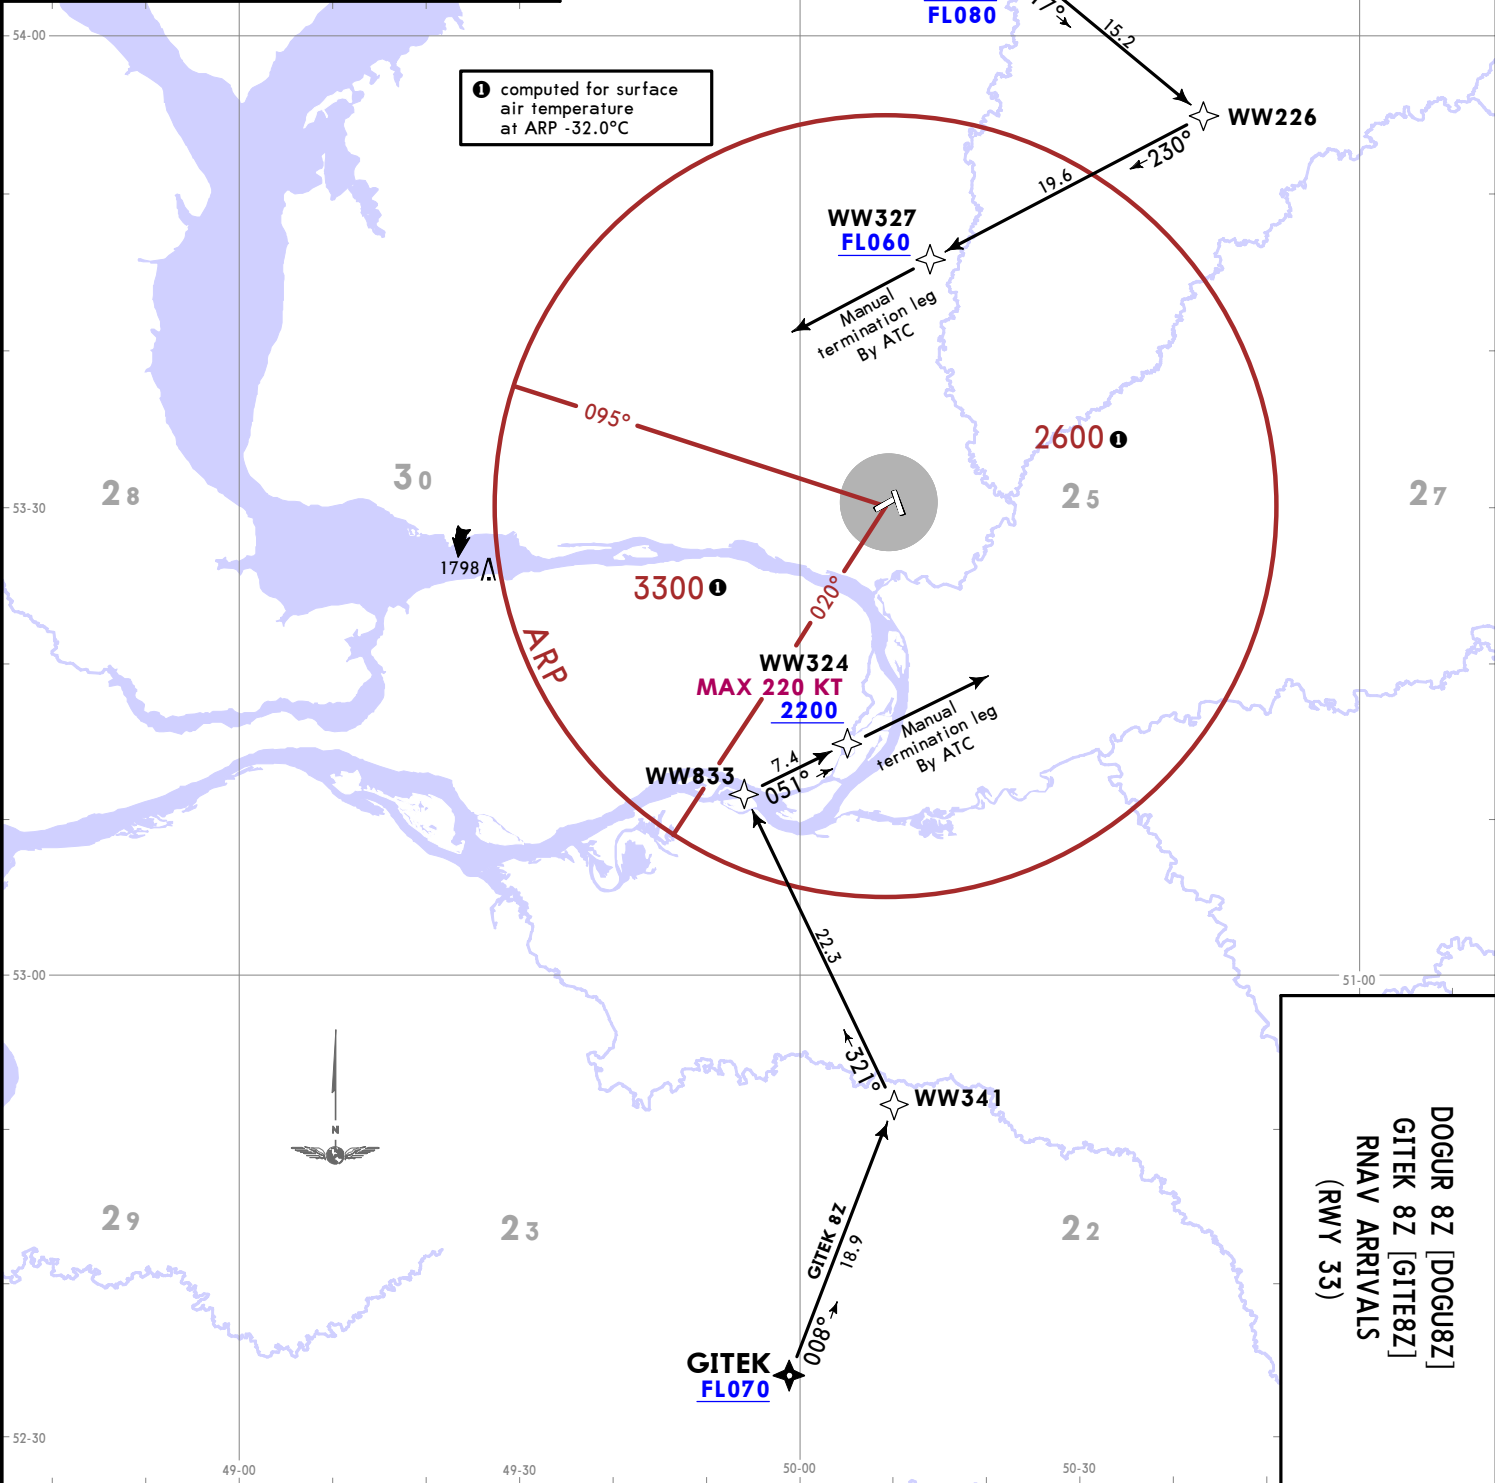 FL080
17°
15.2
54-00
❶ computed for surface
air temperature
at ARP -32.0°C
WW226
230°
19.6
WW327
FL060
Manual
termination leg
By ATC
095°
2600 ❶
28
30
25
27
53-30
1798
3300 ❶
020°
ARP
WW324
MAX 220 KT
2200
Manual
termination leg
By ATC
7.4
051°
WW833
22.3
53-00
51-00
321°
WW341
N
DOGUR 8Z [DOGU8Z]
GITEK 8Z [GITE8Z]
RNAV ARRIVALS
(RWY 33)
29
23
22
GITEK 8Z
18.9
008°
GITEK
FL070
52-30
49-00
49-30
50-00
50-30